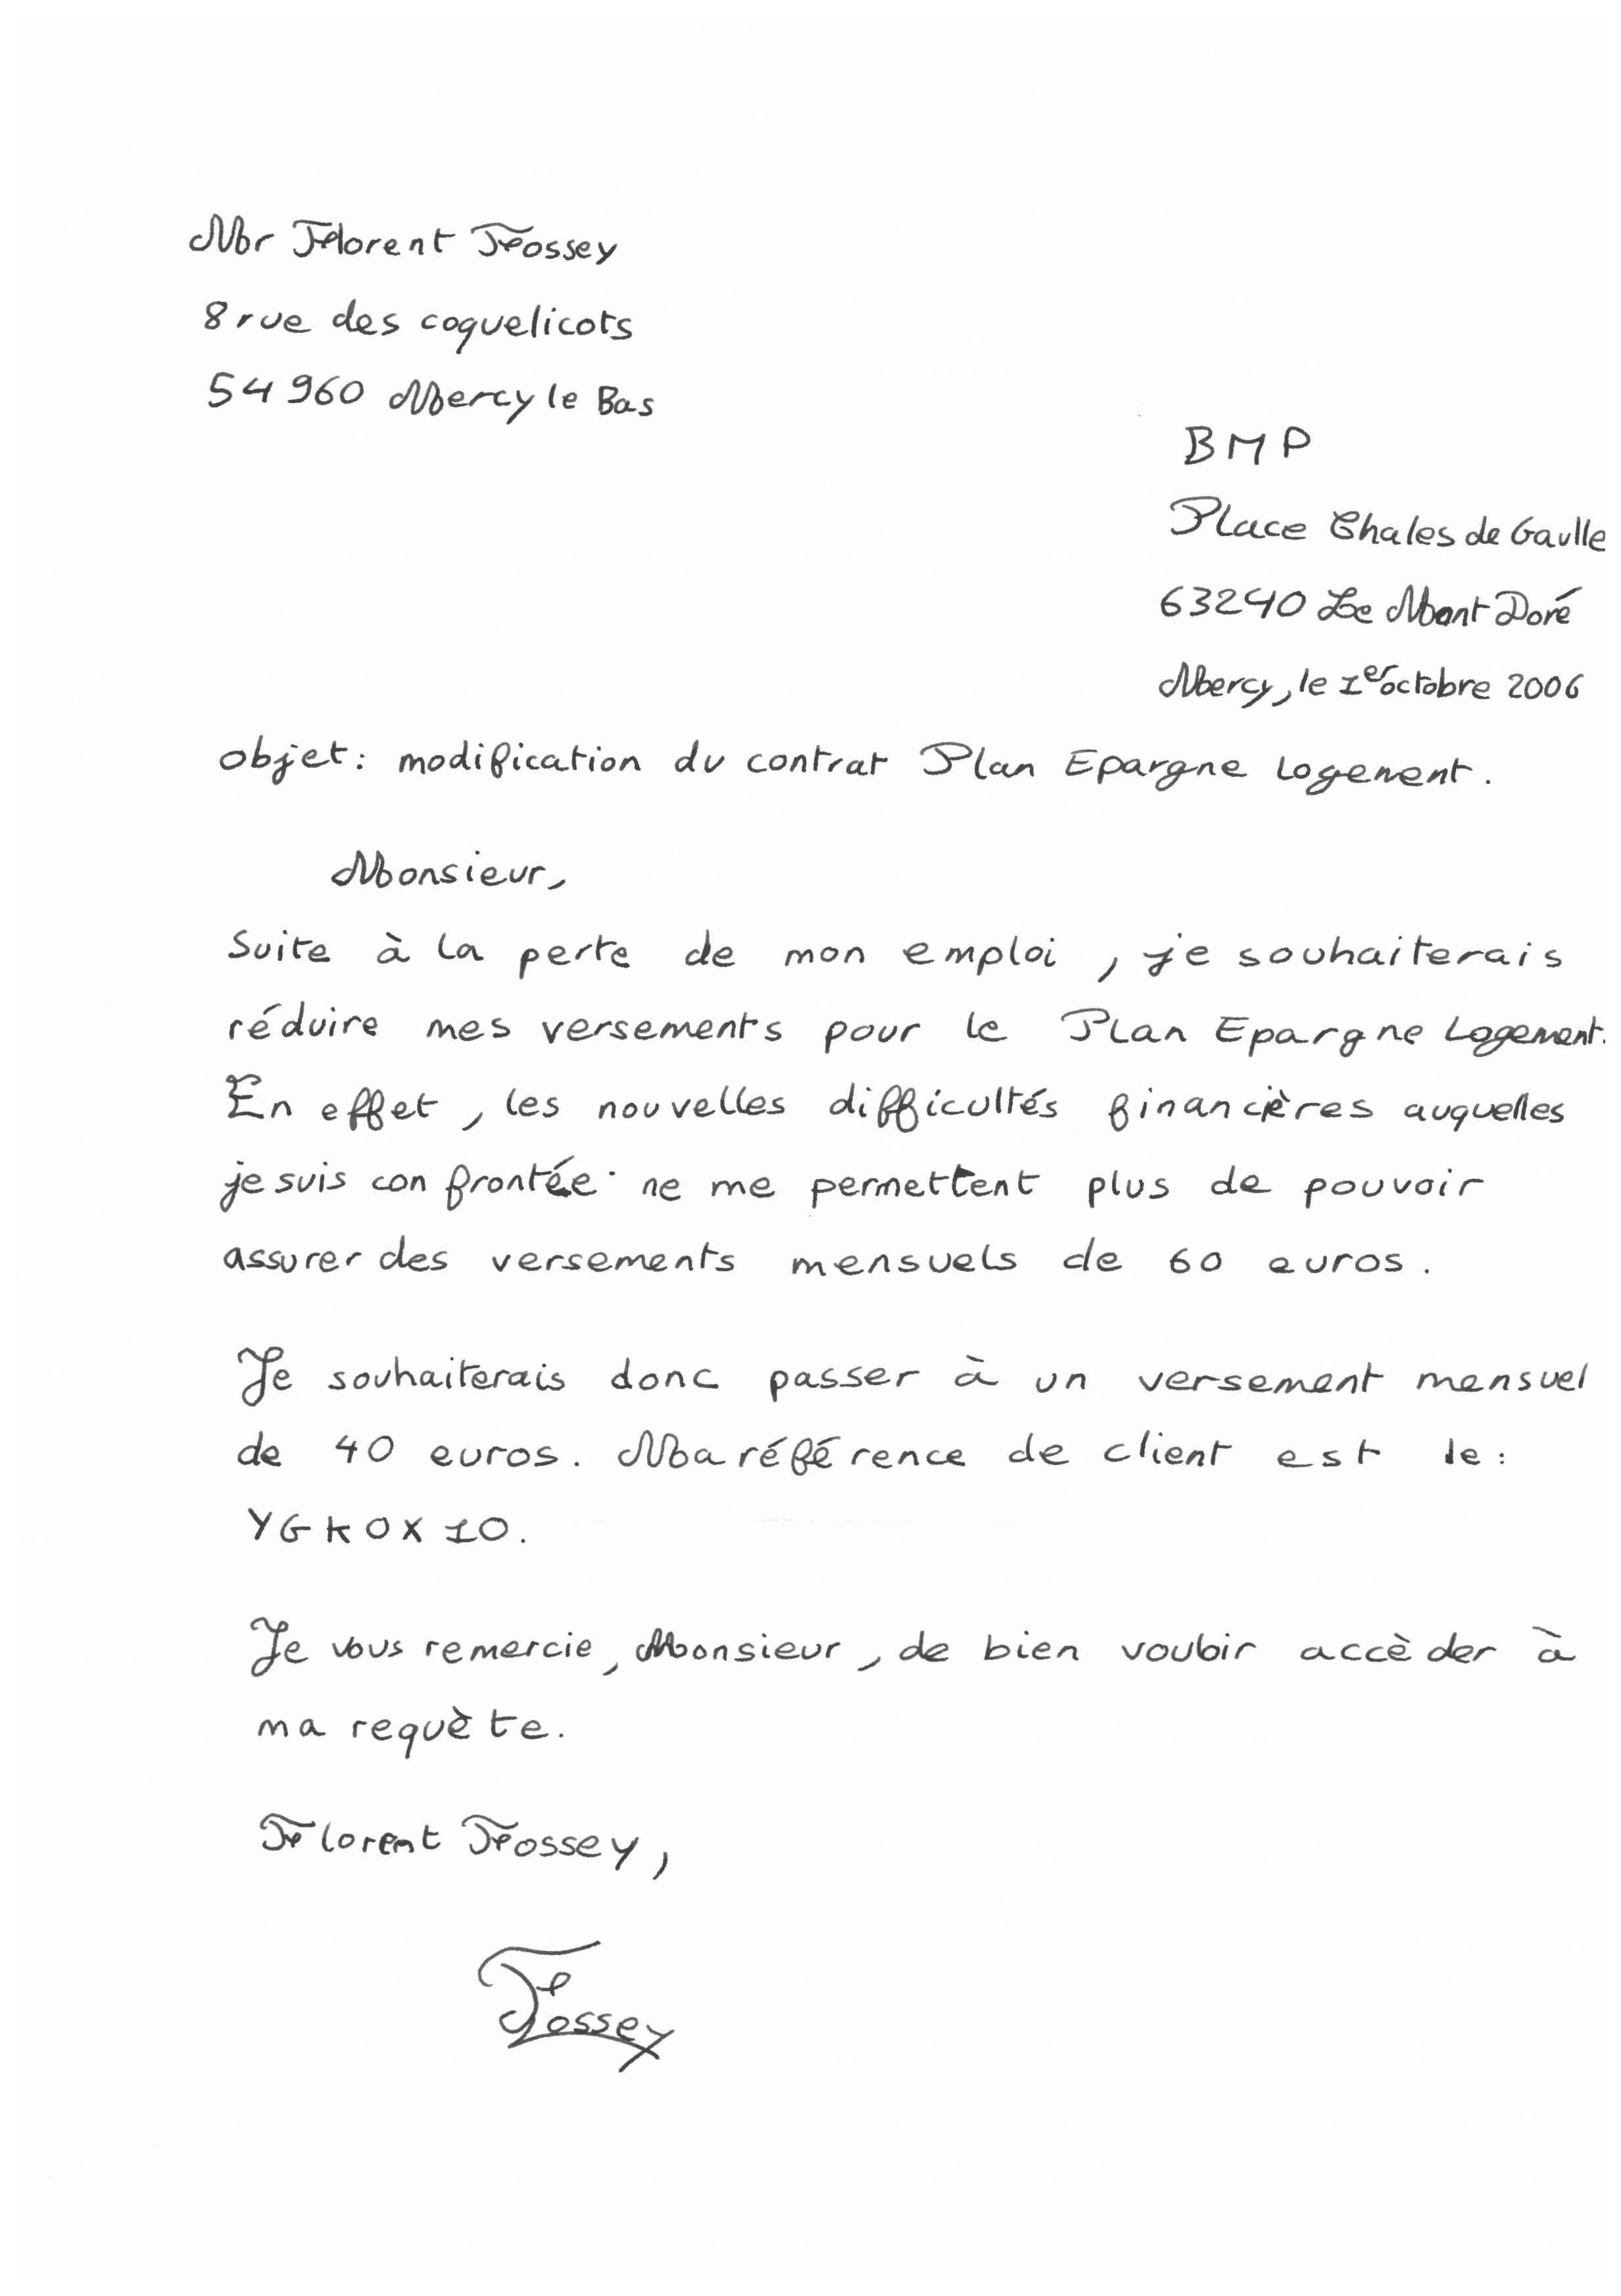 Mr Florent Fossey
8 rue des coquelicots
54960 Mercy le Bas
BMP
Place Chales de Gaulle
63240 Le Mont Doré
Mercy, le 1er octobre 2006
objet : modification du contrat Plan Epargne Logement.
Monsieur,
Suite à la perte de mon emploi, je souhaiterais
réduire mes versements pour le Plan Epargne Logement.
En effet, les nouvelles difficultés financières auquelles
je suis confrontée ne me permettent plus de pouvoir
assurer des versements mensuels de 60 euros.
Je souhaiterais donc passer à un versement mensuel
de 40 euros. Ma référence de client est le :
YGKOX10.
Je vous remercie, Monsieur, de bien vouloir accèder à
ma requète.
Florent Fossey,
Fossey